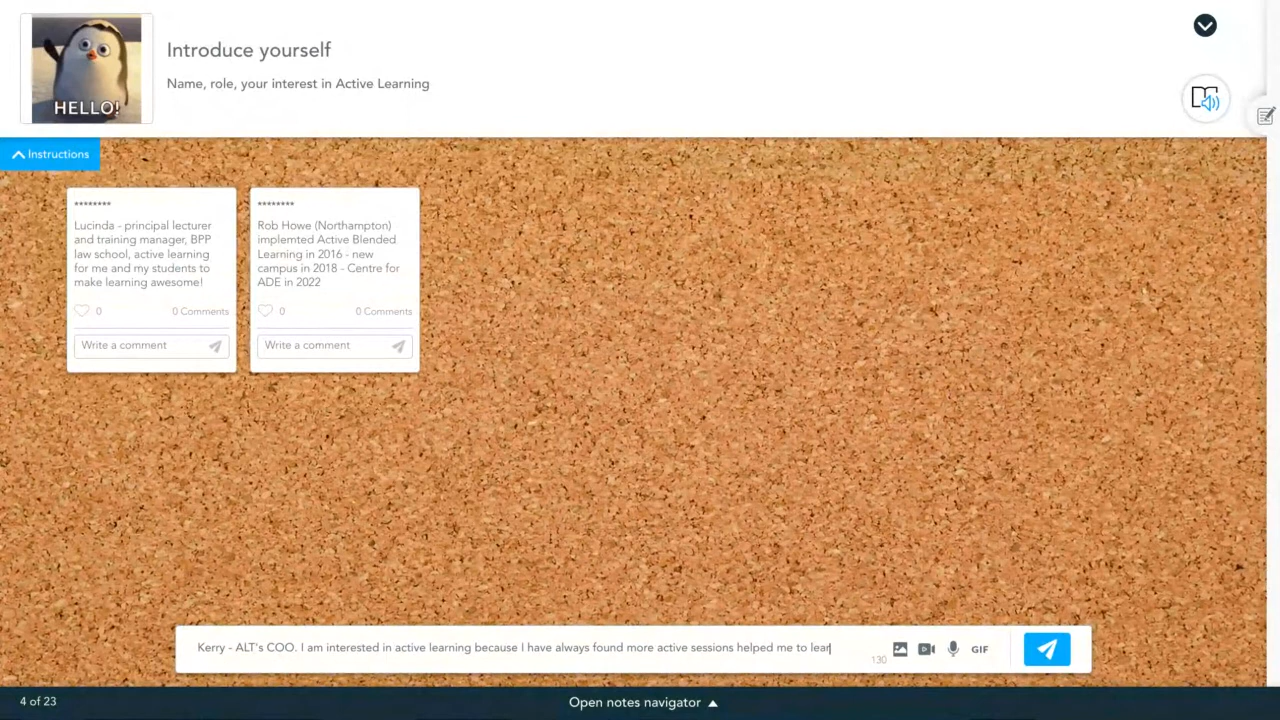 HELLO!
Introduce yourself
Name, role, your interest in Active Learning
Instructions
********
Lucinda - principal lecturer
and training manager, BPP
law school, active learning
for me and my students to
make learning awesome!
0
0 Comments
Write a comment
********
Rob Howe (Northampton)
implemted Active Blended
Learning in 2016 - new
campus in 2018 - Centre for
ADE in 2022
0
0 Comments
Write a comment
Kerry - ALT's COO. I am interested in active learning because I have always found more active sessions helped me to lear
130
GIF
4 of 23
Open notes navigator